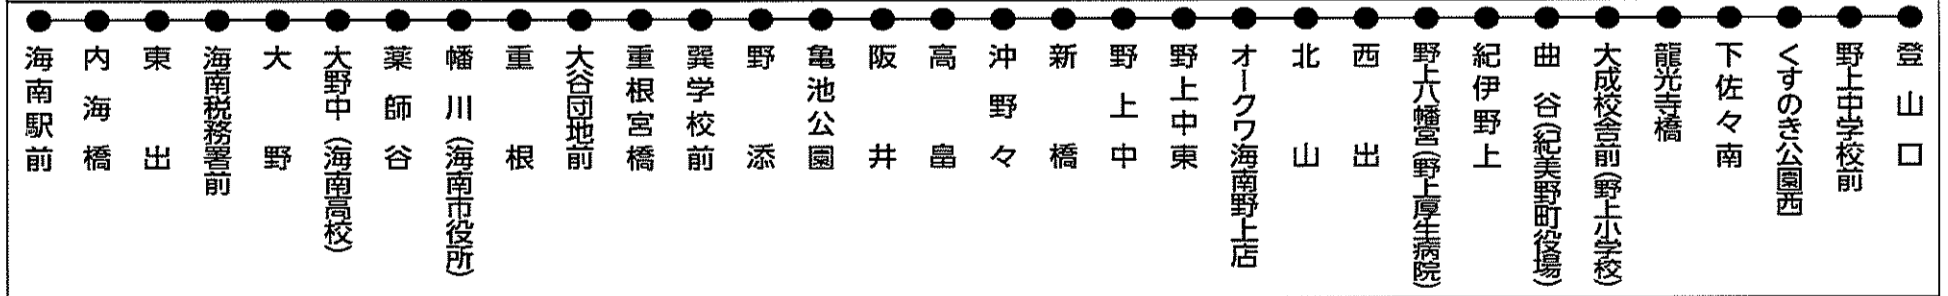 海南駅前
内海橋
東出
海南税務署前
大野
大野中（海南高校）
薬師谷
幡川（海南市役所）
重根
大谷団地前
重根宮橋
巽学校前
野添
亀池公園
阪井
高畠
沖野々
新橋
野上中
野上中東
オークワ海南野上店
北山
西出
野上八幡宮（野上厚生病院）
紀伊野上
曲谷（紀美野町役場）
大成校舎前（野上小学校）
龍光寺橋
下佐々南
くすのき公園西
野上中学校前
登山口